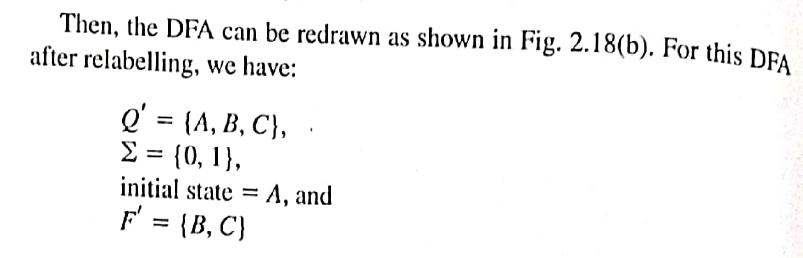 Then, the DFA can be redrawn as shown in Fig. 2.18(b). For this DFA
after relabelling, we have:
Q' = {A, B, C},
Σ = {0, 1},
initial state = A, and
F' = {B, C}